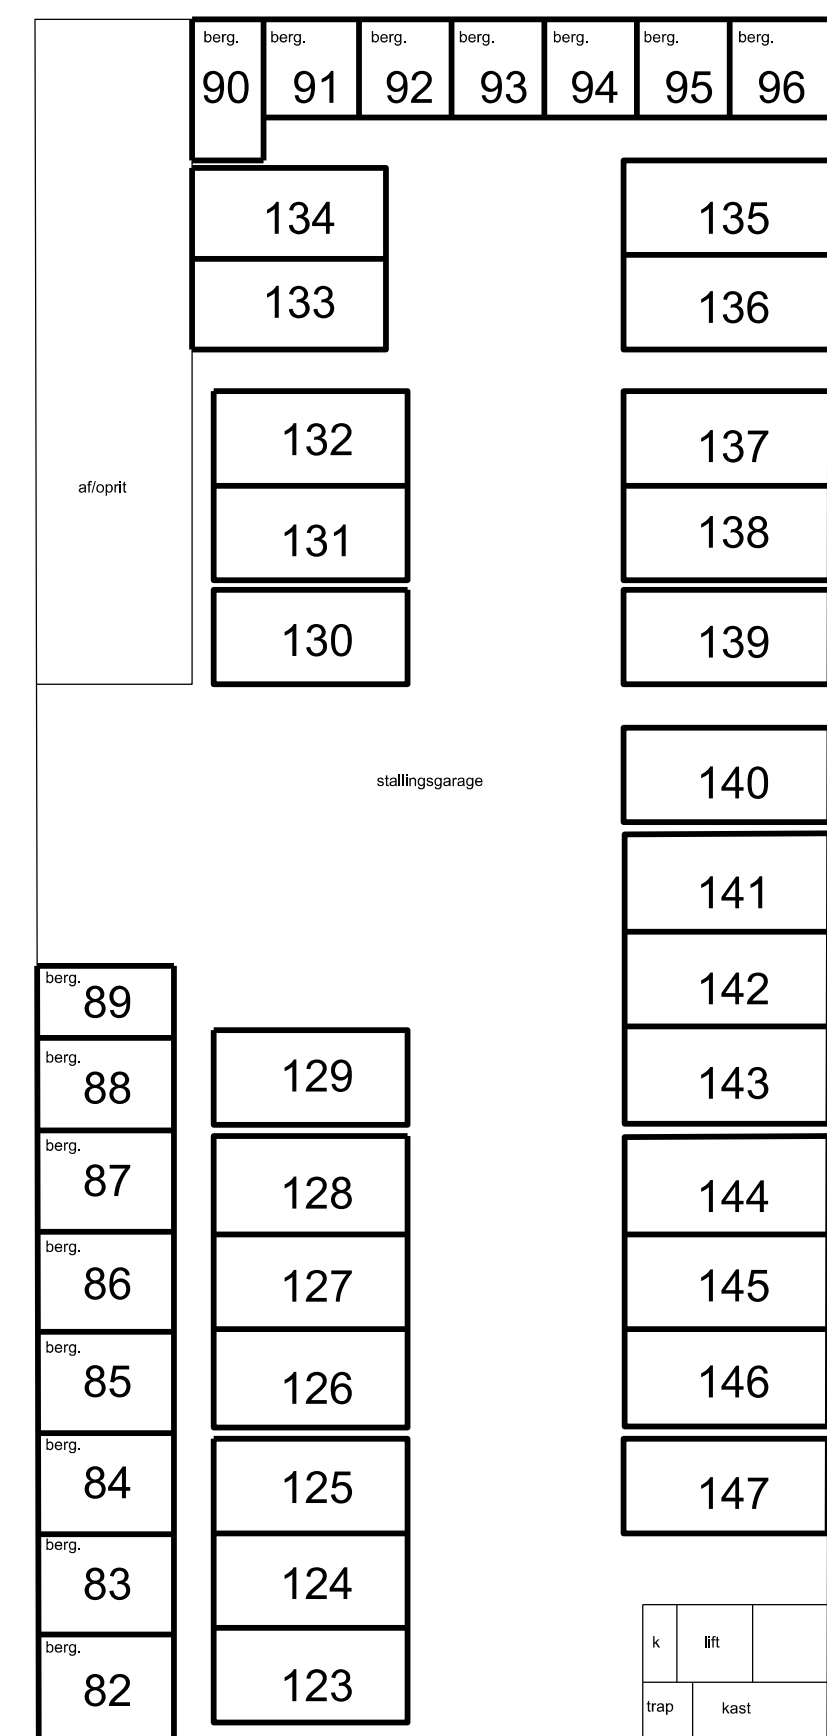 berg. berg. berg. berg. berg. berg. berg.
90 91 92 93 94 95 96
134 135
133 136
132 137
af/oprit
131 138
130 139
stallingsgarage 140
141
berg.
89 142
berg.
88 129 143
berg.
87 128 144
berg.
86 127 145
berg.
85 126 146
berg.
84 125 147
berg.
83 124
k lift
berg.
82 123
trap kast